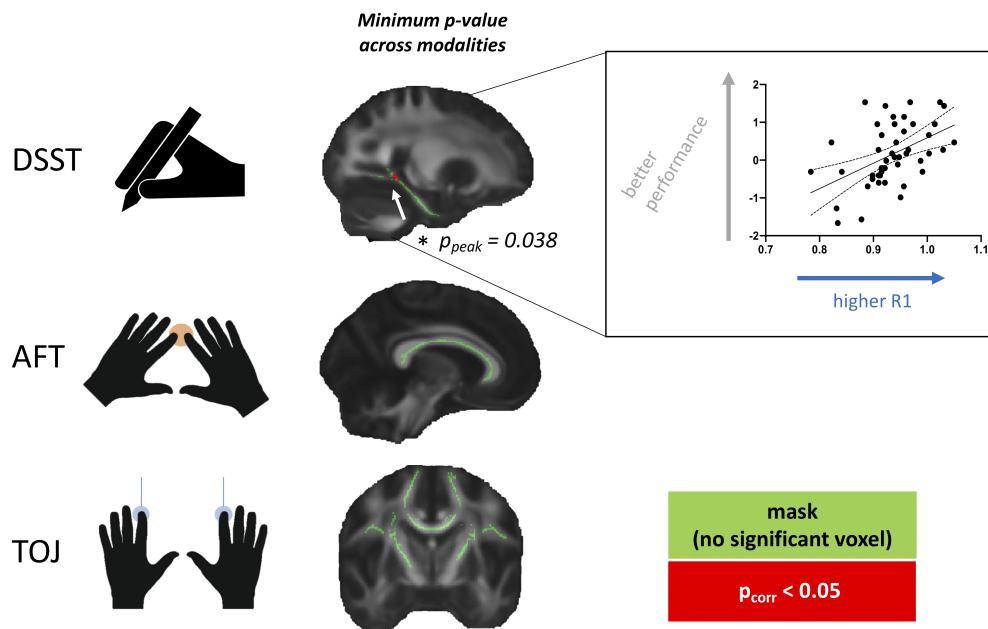 Minimum p-value
across modalities
DSST
* p_peak = 0.038
better
performance
2
1
0
-1
-2
0.7 0.8 0.9 1.0 1.1
higher R1
AFT
TOJ
mask
(no significant voxel)
p_corr < 0.05